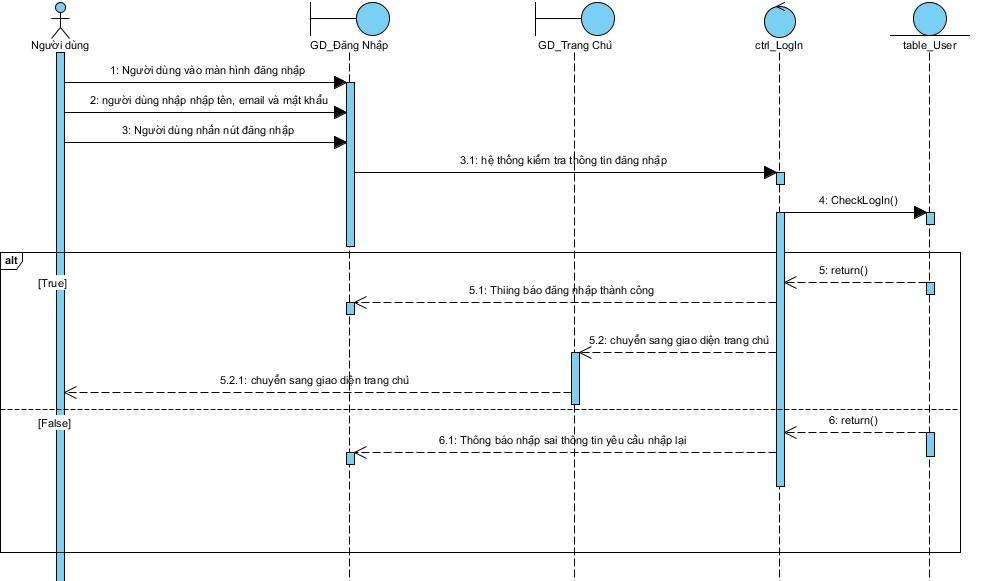 Người dùng
GD_Đăng Nhập
GD_Trang Chủ
ctrl_LogIn
table_User
1: Người dùng vào màn hình đăng nhập
2: người dùng nhập nhập tên, email và mật khẩu
3: Người dùng nhấn nút đăng nhập
3.1: hệ thống kiểm tra thông tin đăng nhập
4: CheckLogIn()
alt
[True]
5: return()
5.1: Thiing báo đăng nhập thành công
5.2: chuyển sang giao diện trang chủ
5.2.1: chuyển sang giao diện trang chủ
[False]
6: return()
6.1: Thông báo nhập sai thông tin yêu cầu nhập lại